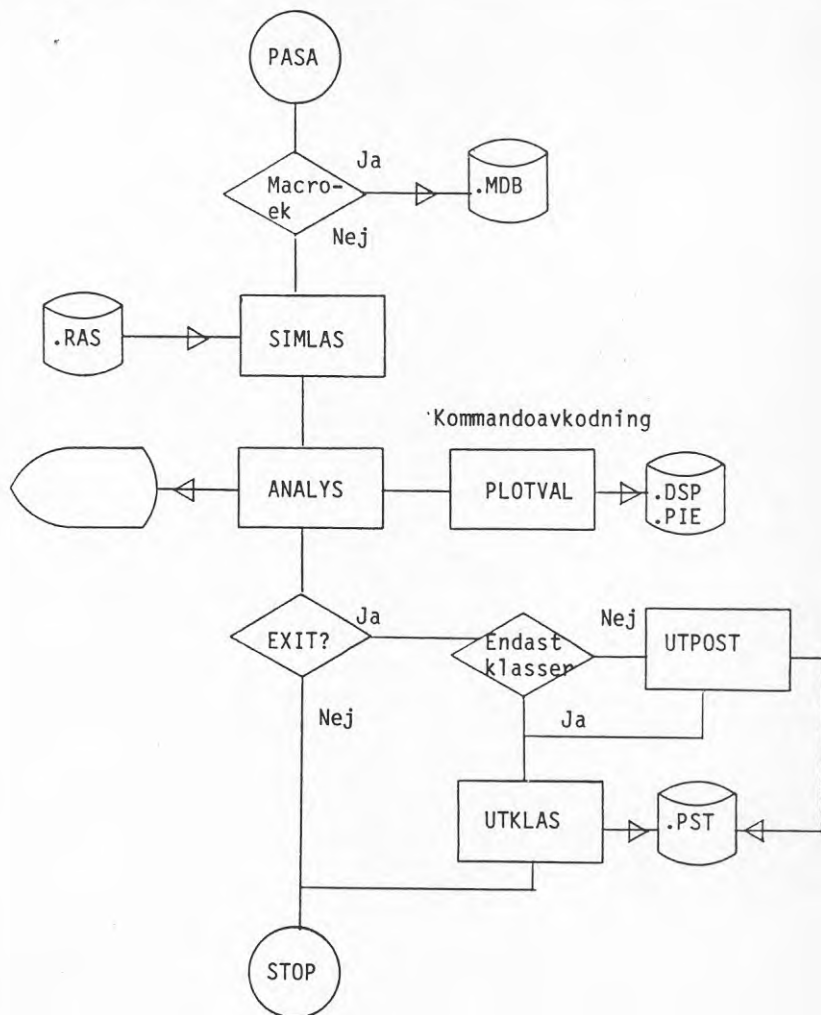 PASA
Ja
Macro-
ek
.MDB
Nej
.RAS
SIMLAS
Kommandoavkodning
ANALYS
PLOTVAL
.DSP
.PIE
Ja
Nej
EXIT?
Endast
klasser
UTPOST
Nej
Ja
UTKLAS
.PST
STOP